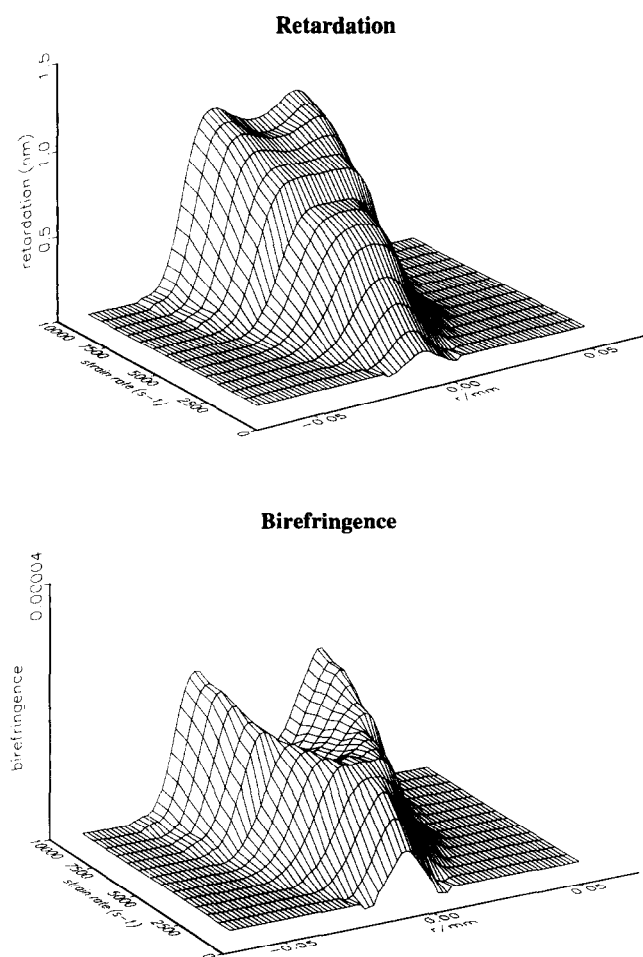 Retardation
1.5
1.0
0.5
retardation (nm)
10000
7500
5000
2500
0
strain rate (s-1)
-0.05
0.00
0.05
r/mm
Birefringence
0.00004
birefringence
10000
7500
5000
2500
0
strain rate (s-1)
-0.05
0.00
0.05
r/mm